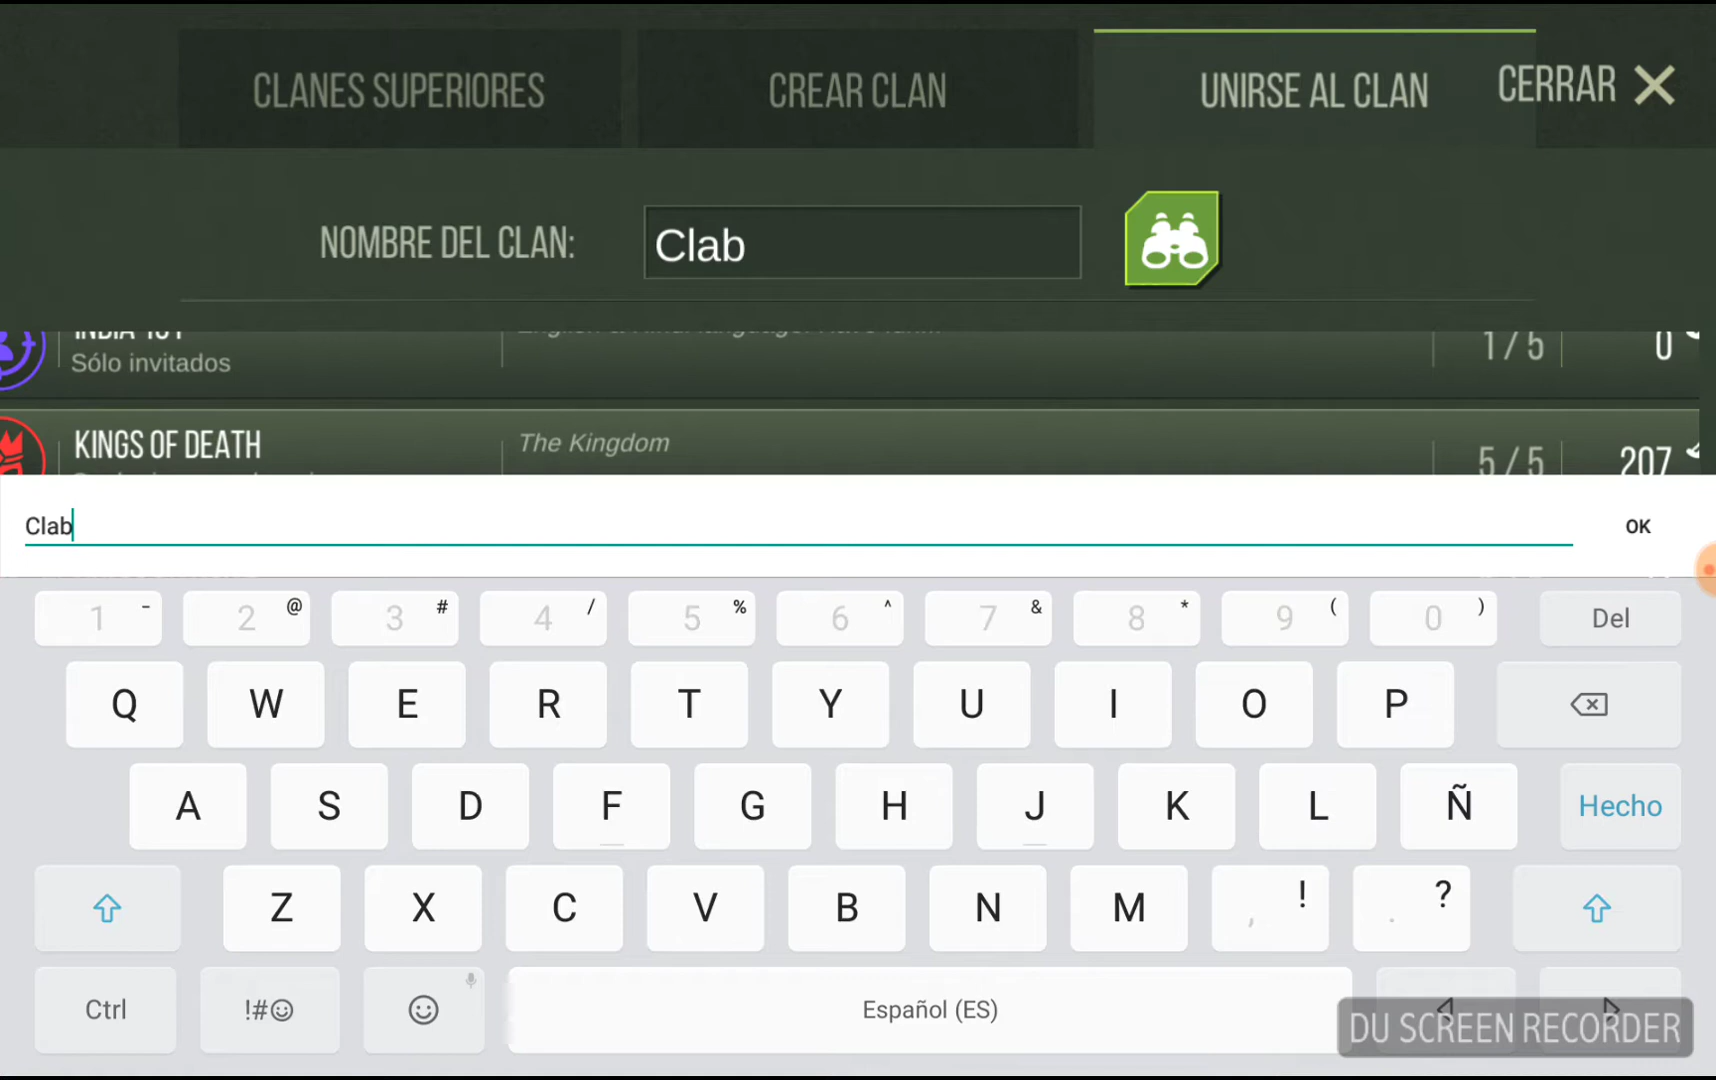 CLANES SUPERIORES
CREAR CLAN
UNIRSE AL CLAN
CERRAR
NOMBRE DEL CLAN:
Clab
1 / 5
0
Sólo invitados
KINGS OF DEATH
The Kingdom
5 / 5
207
Clab
OK
1 - 2 @ 3 # 4 / 5 % 6 ^ 7 & 8 * 9 ( 0 ) Del
Q W E R T Y U I O P
A S D F G H J K L Ñ Hecho
Z X C V B N M , ! . ?
Ctrl !#☺ Español (ES)
DU SCREEN RECORDER